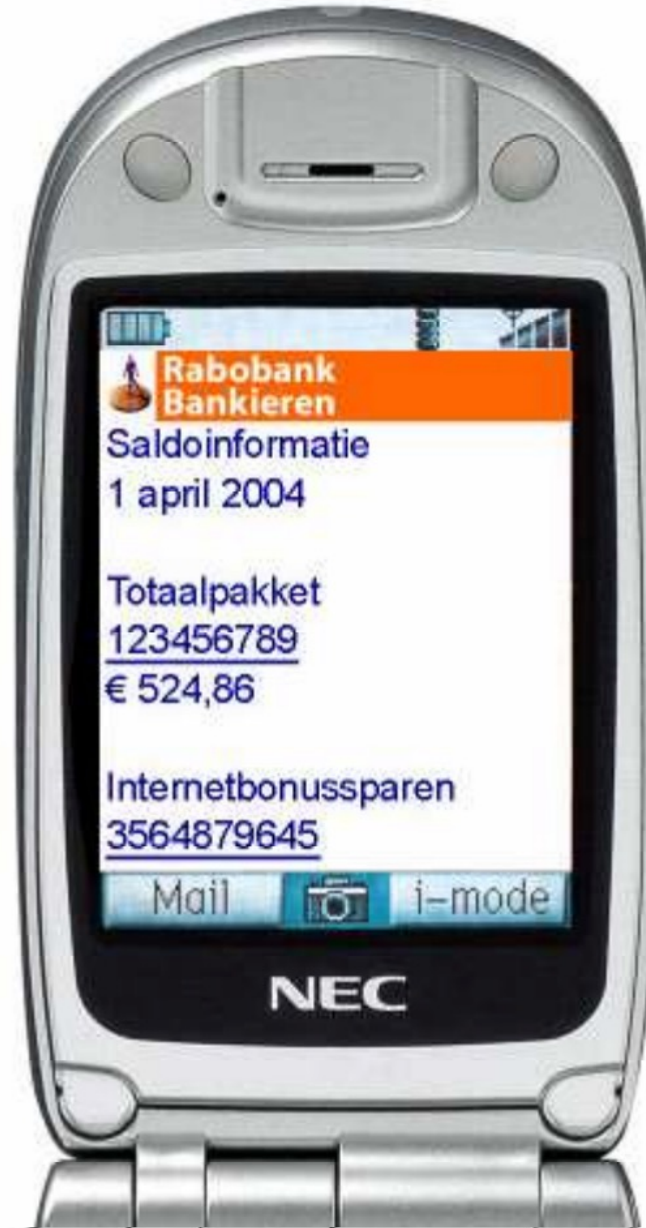 Rabobank
Bankieren
Saldoinformatie
1 april 2004
Totaalpakket
123456789
€ 524,86
Internetbonussparen
3564879645
Mail i-mode
NEC